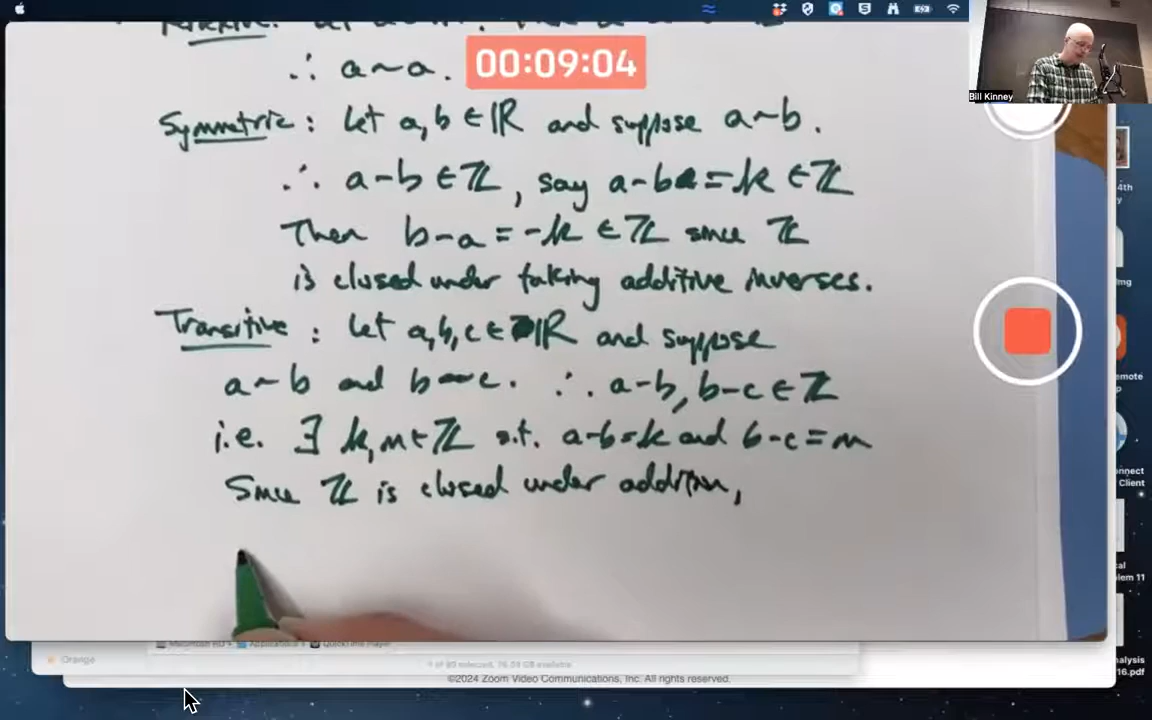 ∴ a~a.
00:09:04
Bill Kinney
Symmetric: Let a,b ∈ ℝ and suppose a~b.
∴ a-b ∈ ℤ, say a-b = k ∈ ℤ
Then b-a = -k ∈ ℤ since ℤ
is closed under taking additive inverses.
Transitive: Let a,b,c ∈ ℝ and suppose
a~b and b~c. ∴ a-b, b-c ∈ ℤ
i.e. ∃ k,m ∈ ℤ s.t. a-b=k and b-c=m
Since ℤ is closed under addition,
Orange
©2024 Zoom Video Communications, Inc. All rights reserved.